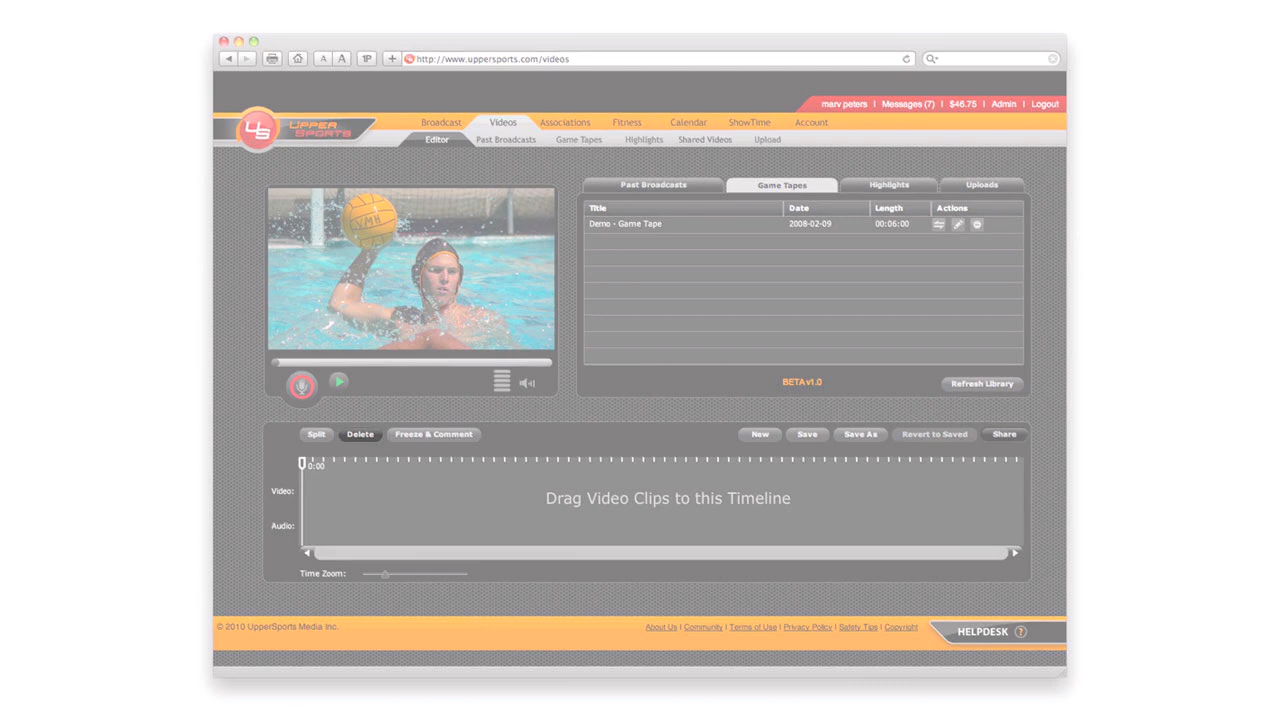 A A 1P + http://www.uppersports.com/videos
marv peters | Messages (7) | $46.75 | Admin | Logout
US UPPER SPORTS
Broadcast Videos Associations Fitness Calendar ShowTime Account
Editor Past Broadcasts Game Tapes Highlights Shared Videos Upload
Past Broadcasts Game Tapes Highlights Uploads
Title Date Length Actions
Demo - Game Tape 2008-02-09 00:06:00
VMH
BETA v1.0 Refresh Library
Split Delete Freeze & Comment New Save Save As Revert to Saved Share
0:00
Video:
Drag Video Clips to this Timeline
Audio:
Time Zoom:
© 2010 UpperSports Media Inc. About Us | Community | Terms of Use | Privacy Policy | Safety Tips | Copyright
HELPDESK ?